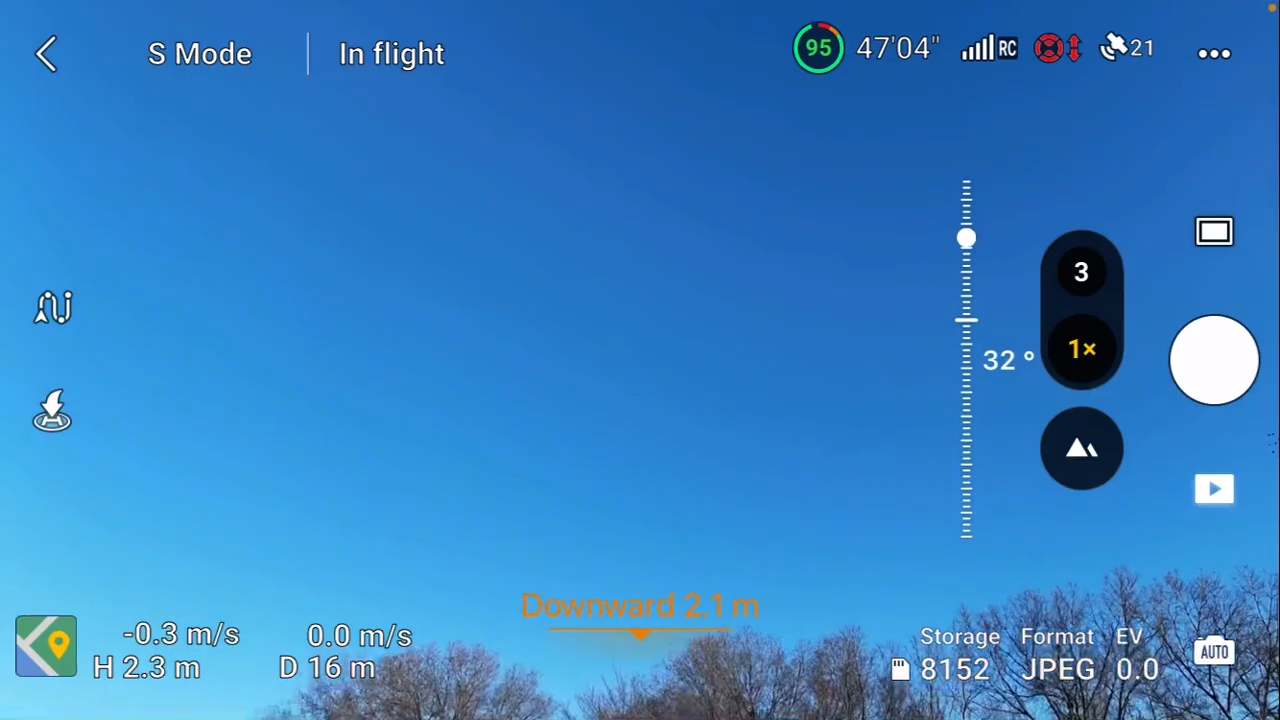 S Mode
In flight
95
47'04"
RC
21
3
1×
32 °
Downward 2.1 m
-0.3 m/s
0.0 m/s
H 2.3 m
D 16 m
Storage Format EV
8152 JPEG 0.0
AUTO